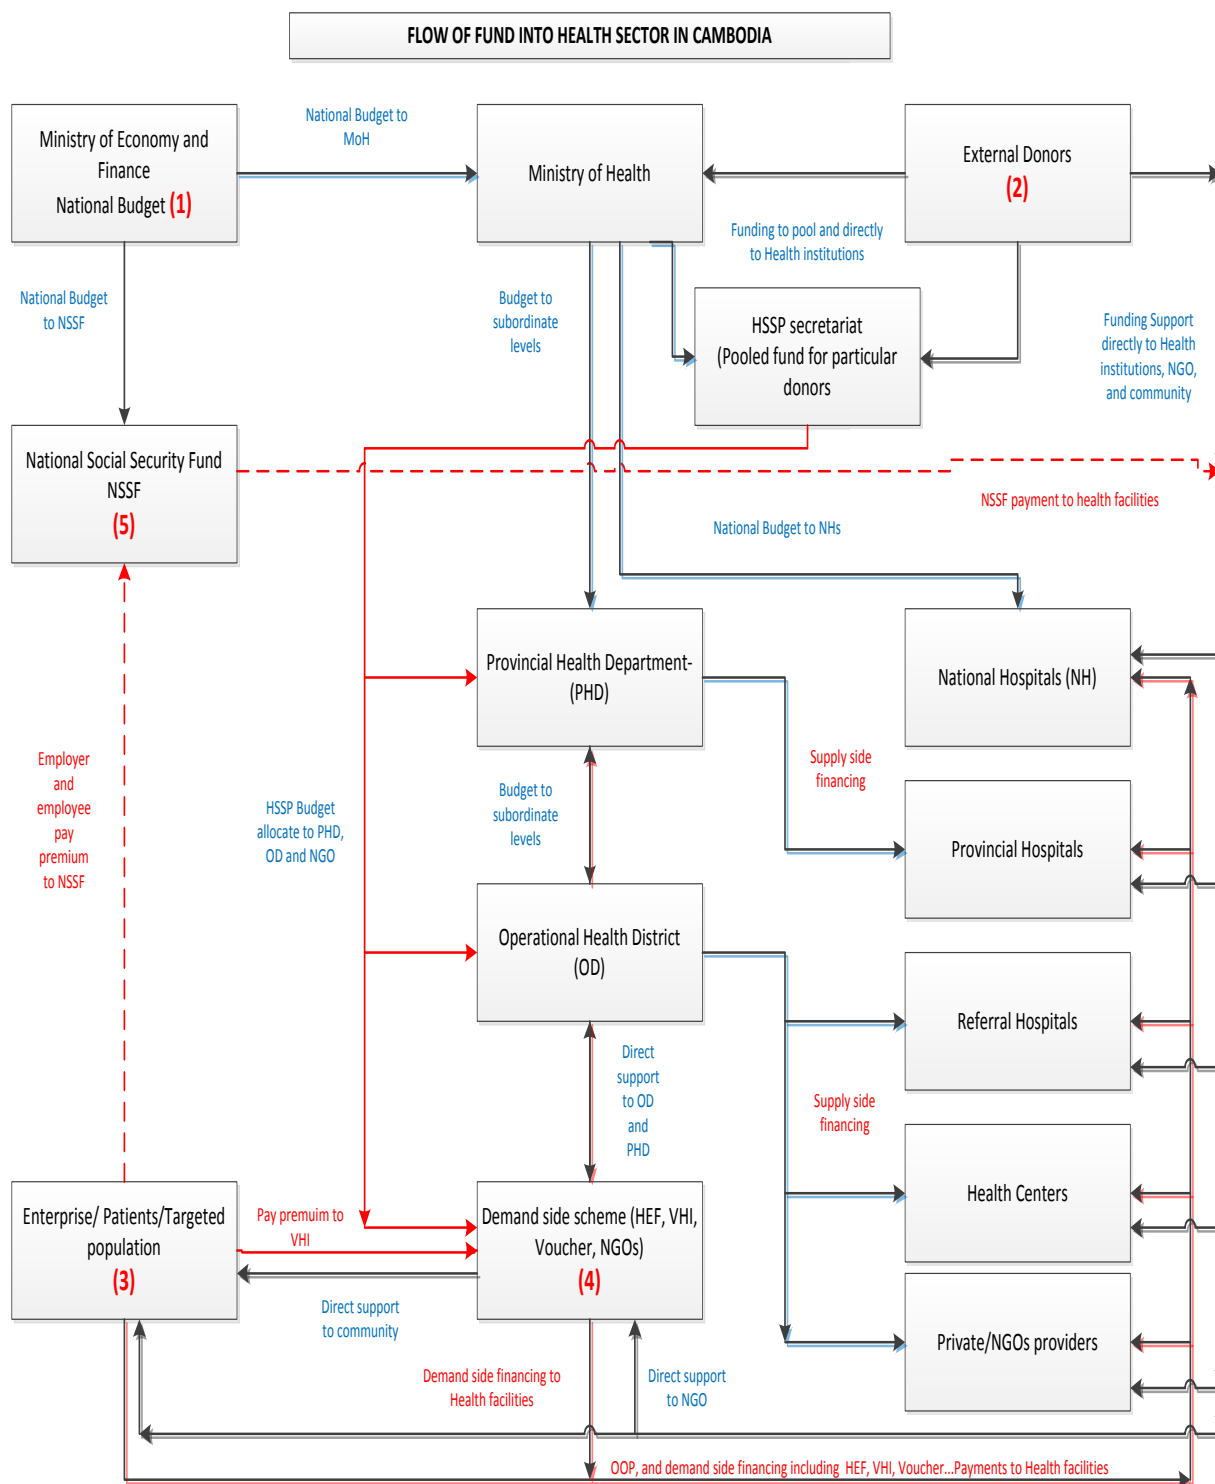 FLOW OF FUND INTO HEALTH SECTOR IN CAMBODIA
Ministry of Economy and
Finance
National Budget (1)
National Budget to
MoH
Ministry of Health
External Donors
(2)
Funding to pool and directly
to Health institutions
National Budget
to NSSF
Budget to
subordinate
levels
HSSP secretariat
(Pooled fund for particular
donors
Funding Support
directly to Health
institutions, NGO,
and community
National Social Security Fund
NSSF
(5)
NSSF payment to health facilities
National Budget to NHs
Provincial Health Department-
(PHD)
National Hospitals (NH)
Employer
and
employee
pay
premium
to NSSF
HSSP Budget
allocate to PHD,
OD and NGO
Budget to
subordinate
levels
Supply side
financing
Provincial Hospitals
Operational Health District
(OD)
Referral Hospitals
Direct
support
to OD
and
PHD
Supply side
financing
Health Centers
Enterprise/ Patients/Targeted
population
(3)
Pay premuim to
VHI
Demand side scheme (HEF, VHI,
Voucher, NGOs)
(4)
Direct support
to community
Private/NGOs providers
Demand side financing to
Health facilities
Direct support
to NGO
OOP, and demand side financing including HEF, VHI, Voucher...Payments to Health facilities